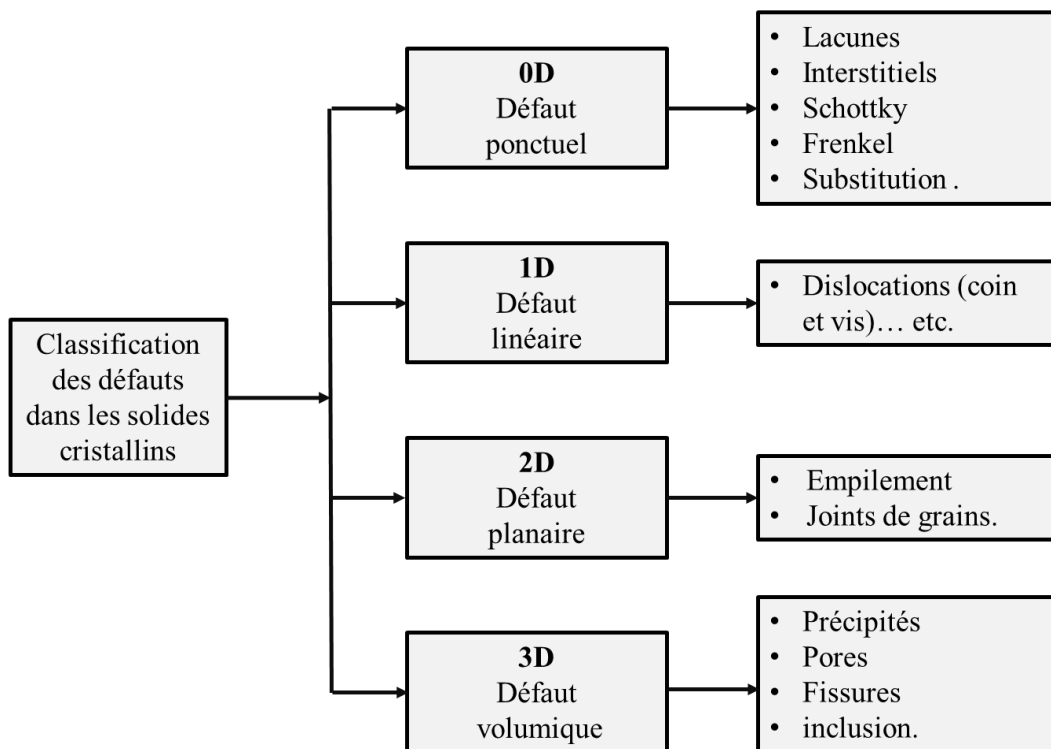 Classification
des défauts
dans les solides
cristallins
0D
Défaut
ponctuel
• Lacunes
• Interstitiels
• Schottky
• Frenkel
• Substitution .
1D
Défaut
linéaire
• Dislocations (coin
et vis)… etc.
2D
Défaut
planaire
• Empilement
• Joints de grains.
3D
Défaut
volumique
• Précipités
• Pores
• Fissures
• inclusion.